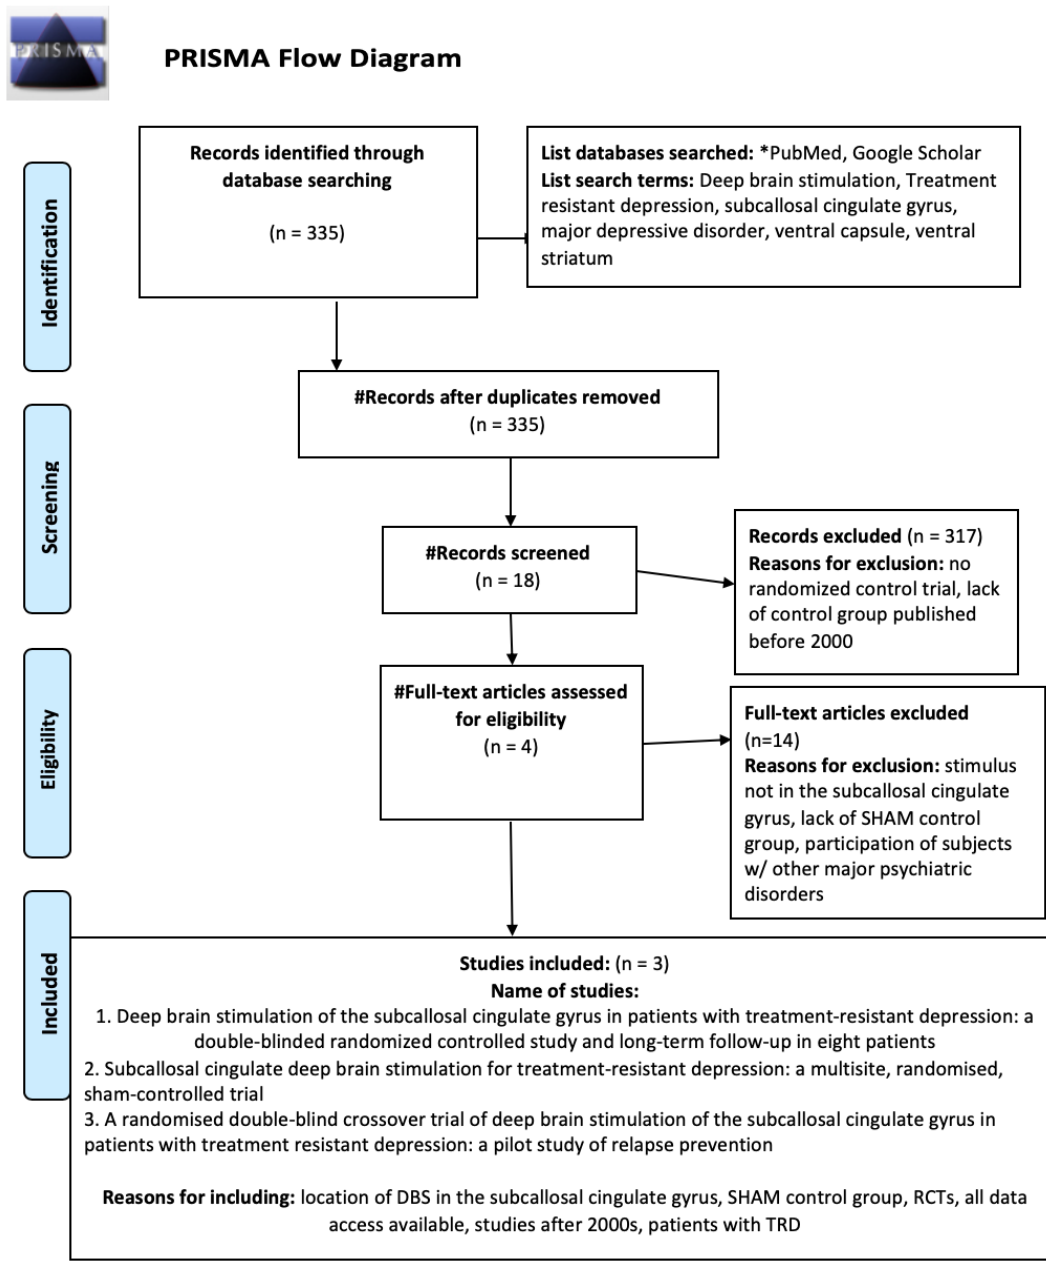 PRISMA
PRISMA Flow Diagram
Identification
Records identified through
database searching
(n = 335)
List databases searched: *PubMed, Google Scholar
List search terms: Deep brain stimulation, Treatment
resistant depression, subcallosal cingulate gyrus,
major depressive disorder, ventral capsule, ventral
striatum
#Records after duplicates removed
(n = 335)
Screening
#Records screened
(n = 18)
Records excluded (n = 317)
Reasons for exclusion: no
randomized control trial, lack
of control group published
before 2000
Eligibility
#Full-text articles assessed
for eligibility
(n = 4)
Full-text articles excluded
(n=14)
Reasons for exclusion: stimulus
not in the subcallosal cingulate
gyrus, lack of SHAM control
group, participation of subjects
w/ other major psychiatric
disorders
Included
Studies included: (n = 3)
Name of studies:
1. Deep brain stimulation of the subcallosal cingulate gyrus in patients with treatment-resistant depression: a
double-blinded randomized controlled study and long-term follow-up in eight patients
2. Subcallosal cingulate deep brain stimulation for treatment-resistant depression: a multisite, randomised,
sham-controlled trial
3. A randomised double-blind crossover trial of deep brain stimulation of the subcallosal cingulate gyrus in
patients with treatment resistant depression: a pilot study of relapse prevention
Reasons for including: location of DBS in the subcallosal cingulate gyrus, SHAM control group, RCTs, all data
access available, studies after 2000s, patients with TRD